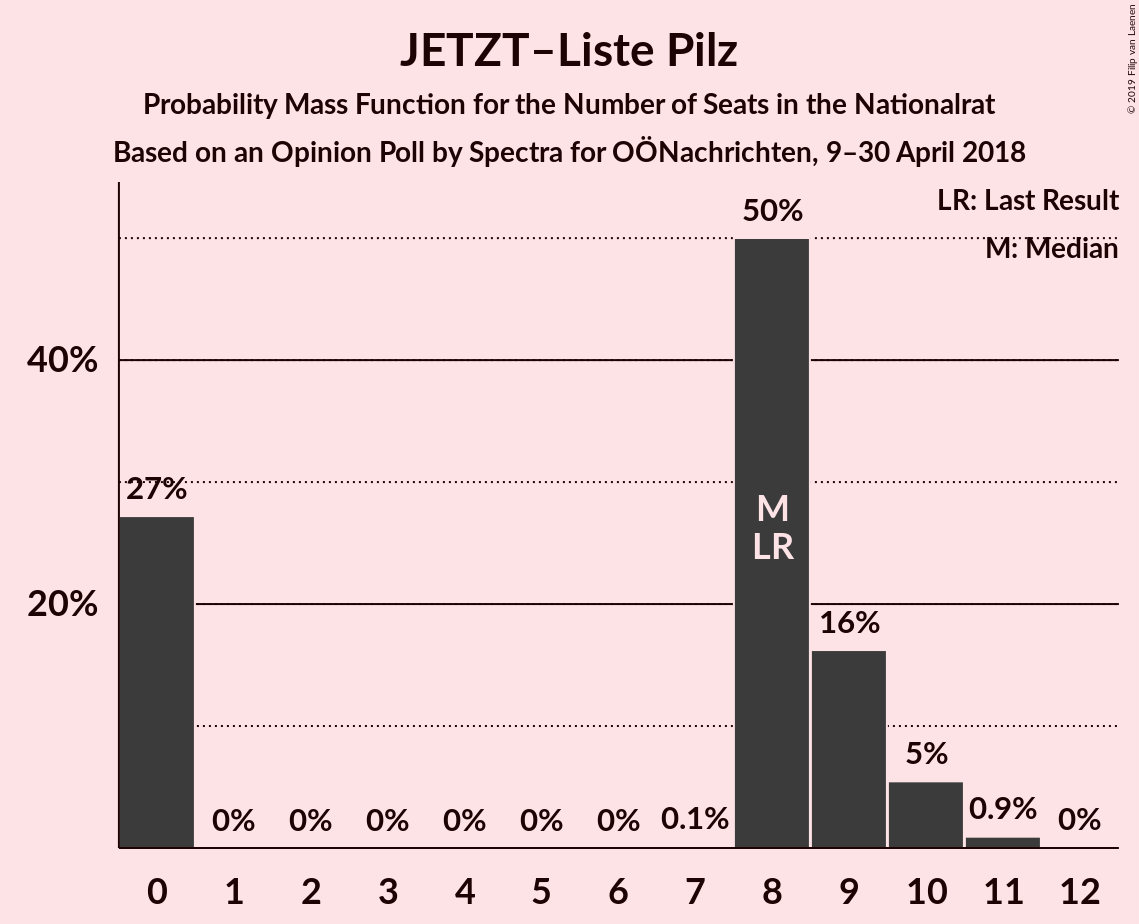 JETZT–Liste Pilz
Probability Mass Function for the Number of Seats in the Nationalrat
Based on an Opinion Poll by Spectra for OÖNachrichten, 9–30 April 2018
© 2019 Filip van Laenen
LR: Last Result
M: Median
40%
20%
27%
0%
0%
0%
0%
0%
0%
0.1%
50%
M
LR
16%
5%
0.9%
0%
0 1 2 3 4 5 6 7 8 9 10 11 12